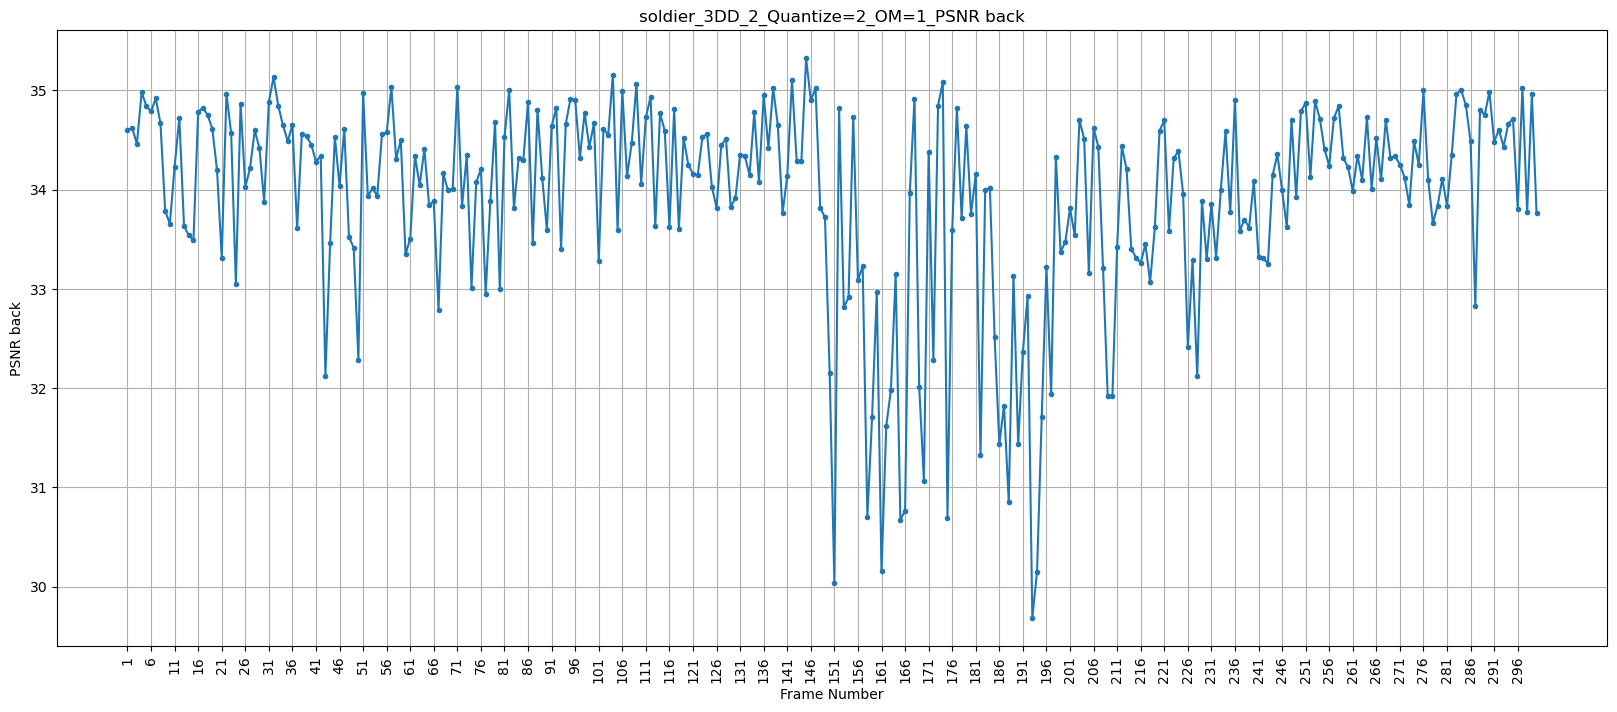 soldier_3DD_2_Quantize=2_OM=1_PSNR back
PSNR back
35
34
33
32
31
30
1 6 11 16 21 26 31 36 41 46 51 56 61 66 71 76 81 86 91 96 101 106 111 116 121 126 131 136 141 146 151 156 161 166 171 176 181 186 191 196 201 206 211 216 221 226 231 236 241 246 251 256 261 266 271 276 281 286 291 296
Frame Number